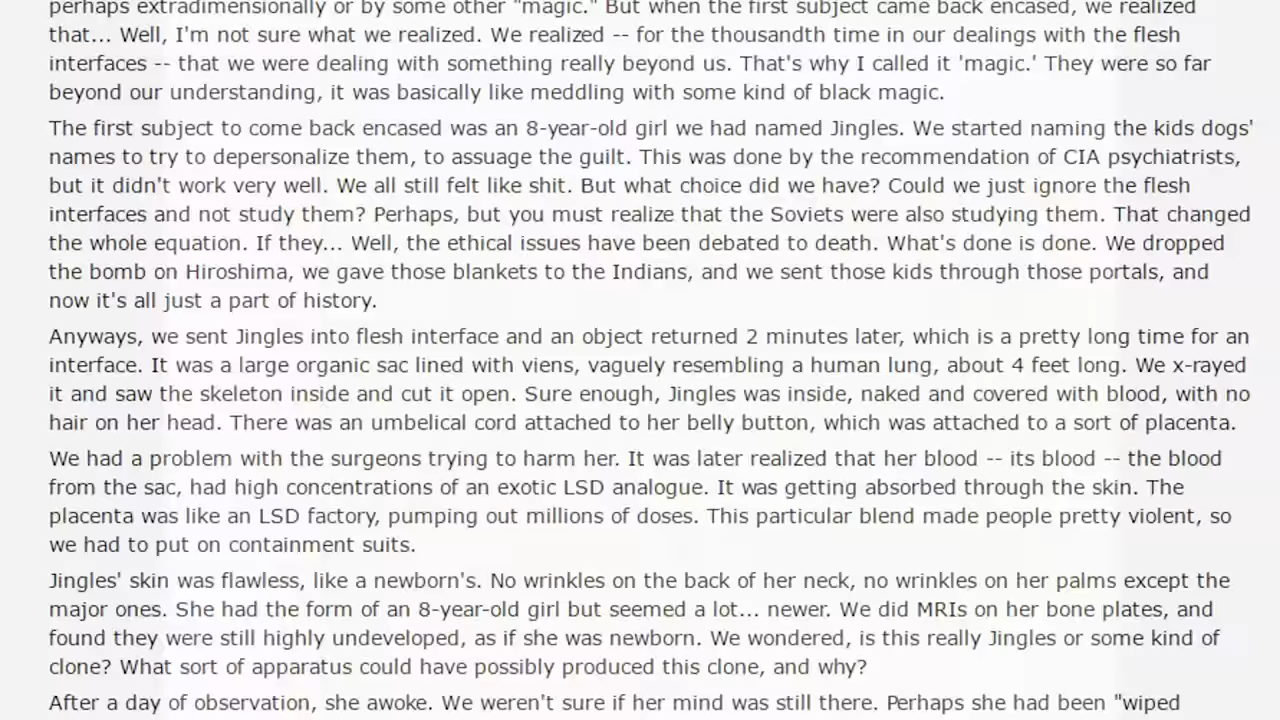 perhaps extradimensionally or by some other "magic." But when the first subject came back encased, we realized
that... Well, I'm not sure what we realized. We realized -- for the thousandth time in our dealings with the flesh
interfaces -- that we were dealing with something really beyond us. That's why I called it 'magic.' They were so far
beyond our understanding, it was basically like meddling with some kind of black magic.
The first subject to come back encased was an 8-year-old girl we had named Jingles. We started naming the kids dogs'
names to try to depersonalize them, to assuage the guilt. This was done by the recommendation of CIA psychiatrists,
but it didn't work very well. We all still felt like shit. But what choice did we have? Could we just ignore the flesh
interfaces and not study them? Perhaps, but you must realize that the Soviets were also studying them. That changed
the whole equation. If they... Well, the ethical issues have been debated to death. What's done is done. We dropped
the bomb on Hiroshima, we gave those blankets to the Indians, and we sent those kids through those portals, and
now it's all just a part of history.
Anyways, we sent Jingles into flesh interface and an object returned 2 minutes later, which is a pretty long time for an
interface. It was a large organic sac lined with viens, vaguely resembling a human lung, about 4 feet long. We x-rayed
it and saw the skeleton inside and cut it open. Sure enough, Jingles was inside, naked and covered with blood, with no
hair on her head. There was an umbelical cord attached to her belly button, which was attached to a sort of placenta.
We had a problem with the surgeons trying to harm her. It was later realized that her blood -- its blood -- the blood
from the sac, had high concentrations of an exotic LSD analogue. It was getting absorbed through the skin. The
placenta was like an LSD factory, pumping out millions of doses. This particular blend made people pretty violent, so
we had to put on containment suits.
Jingles' skin was flawless, like a newborn's. No wrinkles on the back of her neck, no wrinkles on her palms except the
major ones. She had the form of an 8-year-old girl but seemed a lot... newer. We did MRIs on her bone plates, and
found they were still highly undeveloped, as if she was newborn. We wondered, is this really Jingles or some kind of
clone? What sort of apparatus could have possibly produced this clone, and why?
After a day of observation, she awoke. We weren't sure if her mind was still there. Perhaps she had been "wiped